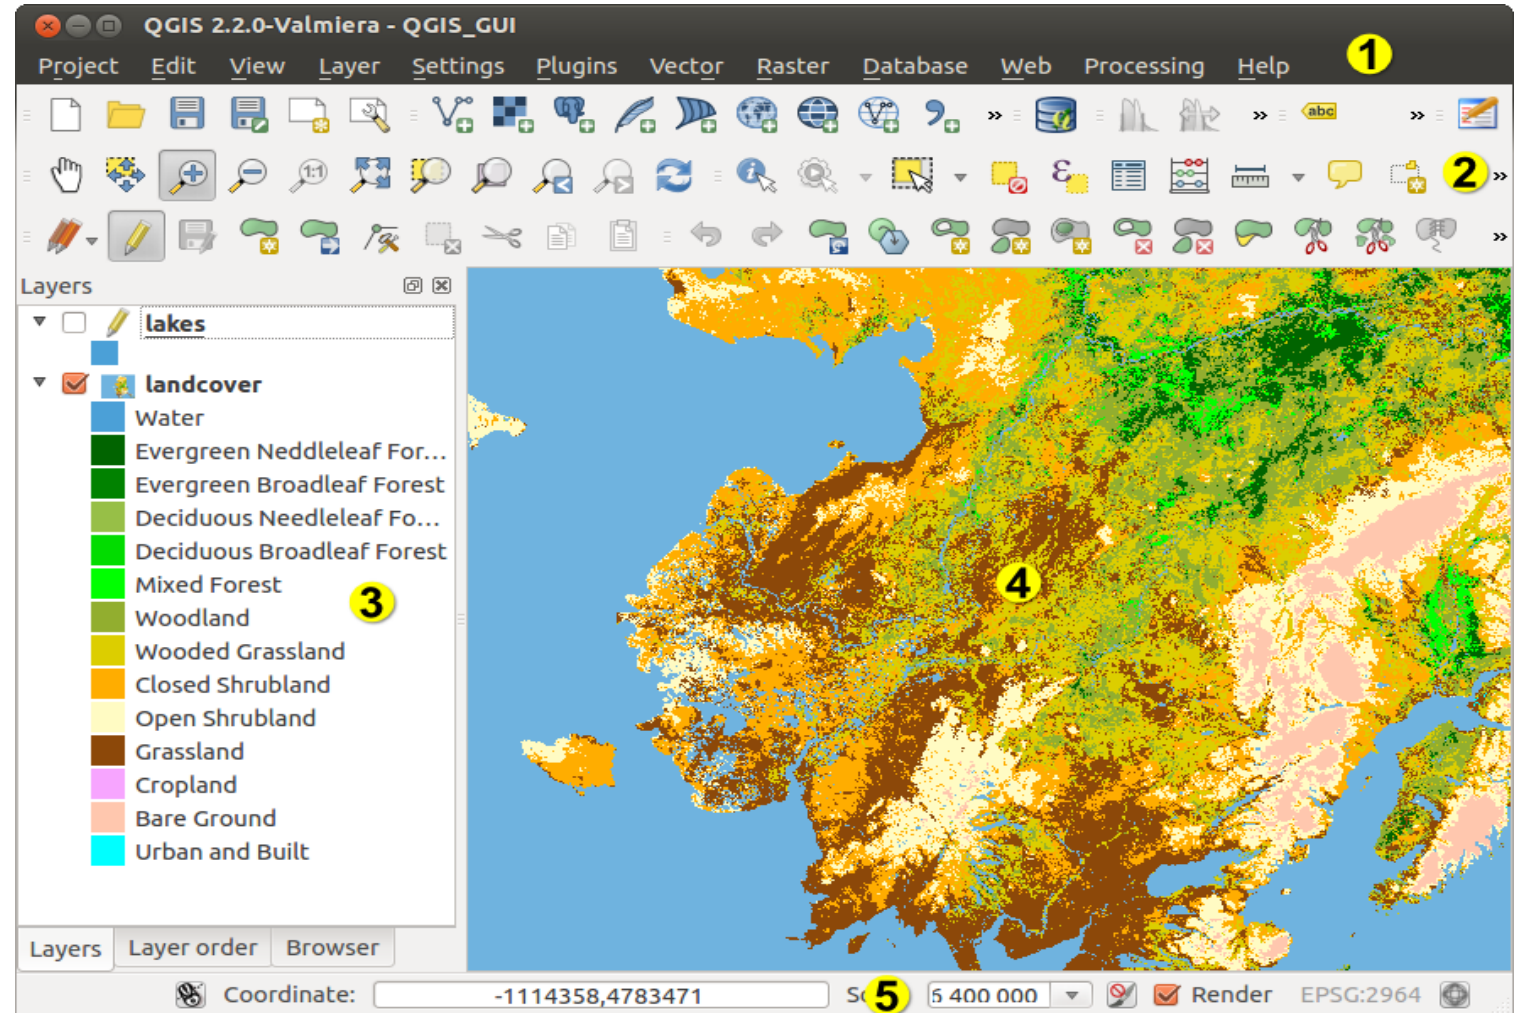 QGIS 2.2.0-Valmiera - QGIS_GUI
Project Edit View Layer Settings Plugins Vector Raster Database Web Processing Help 1
» » abc »
1:1 2 »
»
Layers
lakes
landcover
Water
Evergreen Neddleleaf For...
Evergreen Broadleaf Forest
Deciduous Needleleaf Fo...
Deciduous Broadleaf Forest
Mixed Forest
3
4
Woodland
Wooded Grassland
Closed Shrubland
Open Shrubland
Grassland
Cropland
Bare Ground
Urban and Built
Layers Layer order Browser
Coordinate: -1114358,4783471 5 5 400 000 Render EPSG:2964